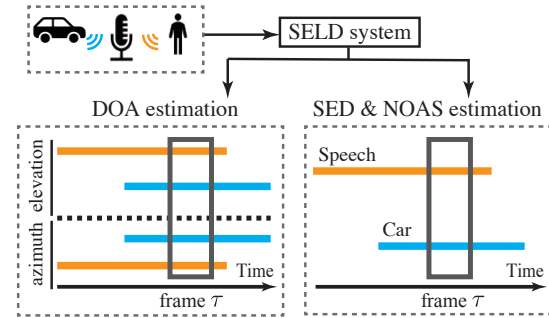 SELD system
DOA estimation
SED & NOAS estimation
elevation
azimuth
Time
frame τ
Speech
Car
Time
frame τ